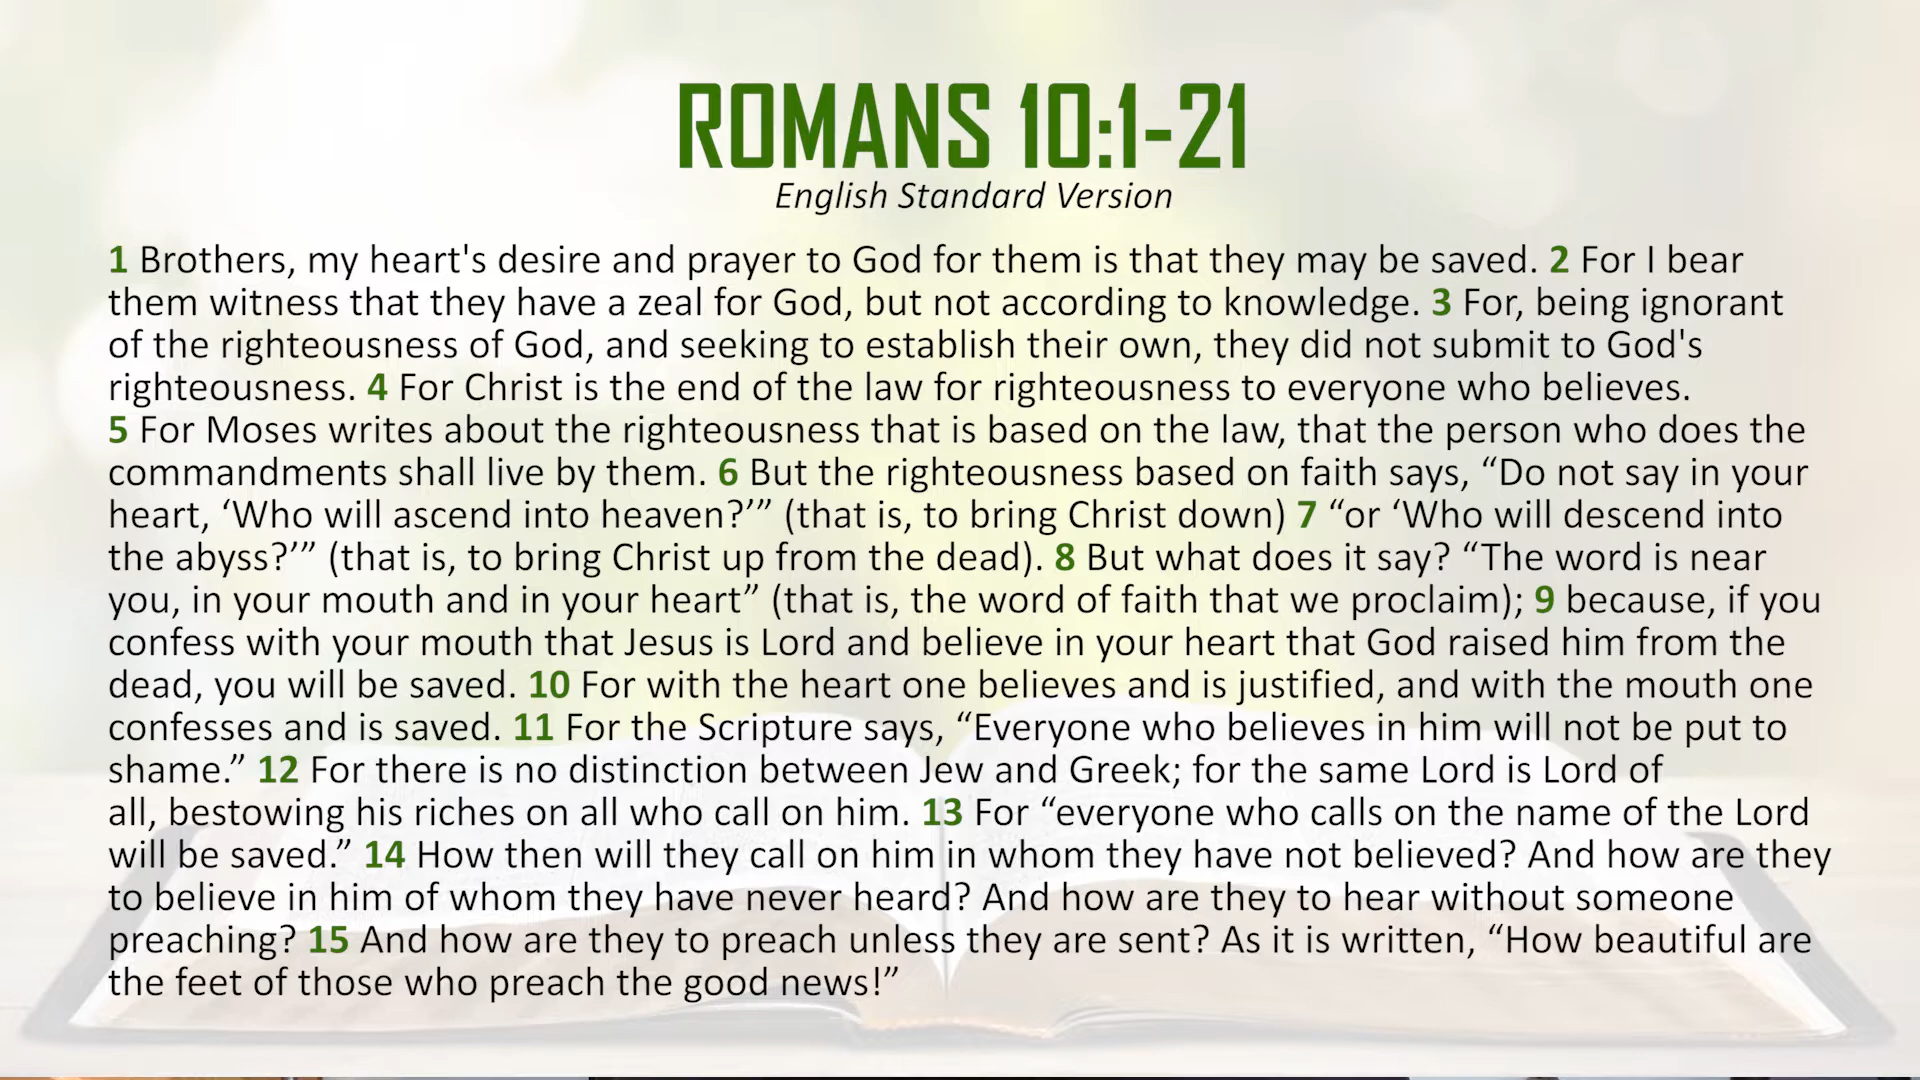 ROMANS 10:1-21
English Standard Version
1 Brothers, my heart's desire and prayer to God for them is that they may be saved. 2 For I bear
them witness that they have a zeal for God, but not according to knowledge. 3 For, being ignorant
of the righteousness of God, and seeking to establish their own, they did not submit to God's
righteousness. 4 For Christ is the end of the law for righteousness to everyone who believes.
5 For Moses writes about the righteousness that is based on the law, that the person who does the
commandments shall live by them. 6 But the righteousness based on faith says, “Do not say in your
heart, ‘Who will ascend into heaven?’” (that is, to bring Christ down) 7 “or ‘Who will descend into
the abyss?’” (that is, to bring Christ up from the dead). 8 But what does it say? “The word is near
you, in your mouth and in your heart” (that is, the word of faith that we proclaim); 9 because, if you
confess with your mouth that Jesus is Lord and believe in your heart that God raised him from the
dead, you will be saved. 10 For with the heart one believes and is justified, and with the mouth one
confesses and is saved. 11 For the Scripture says, “Everyone who believes in him will not be put to
shame.” 12 For there is no distinction between Jew and Greek; for the same Lord is Lord of
all, bestowing his riches on all who call on him. 13 For “everyone who calls on the name of the Lord
will be saved.” 14 How then will they call on him in whom they have not believed? And how are they
to believe in him of whom they have never heard? And how are they to hear without someone
preaching? 15 And how are they to preach unless they are sent? As it is written, “How beautiful are
the feet of those who preach the good news!”